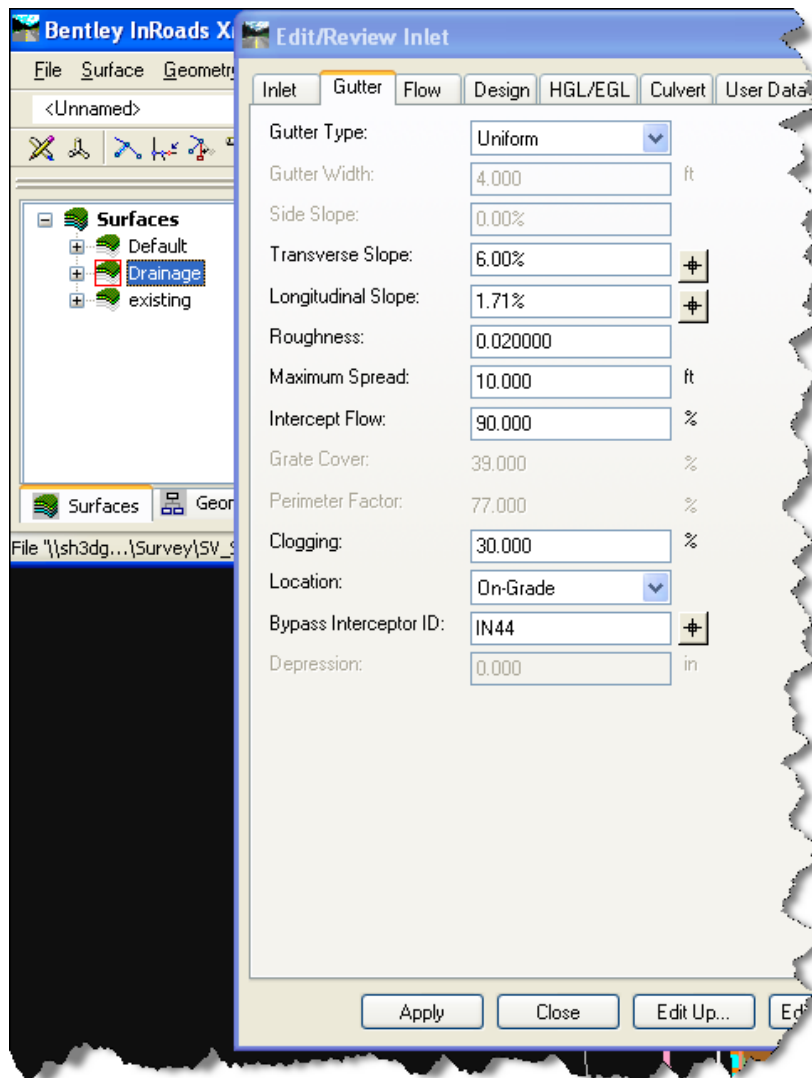 Bentley InRoads
File Surface Geometry
<Unnamed>
Surfaces
Default
Drainage
existing
Surfaces
File "\\sh3dg...\Survey\SV_S
Edit/Review Inlet
Inlet Gutter Flow Design HGL/EGL Culvert User Data
Gutter Type: Uniform
Gutter Width: 4.000 ft
Side Slope: 0.00%
Transverse Slope: 6.00%
Longitudinal Slope: 1.71%
Roughness: 0.020000
Maximum Spread: 10.000 ft
Intercept Flow: 90.000 %
Grate Cover: 39.000 %
Perimeter Factor: 77.000 %
Clogging: 30.000 %
Location: On-Grade
Bypass Interceptor ID: IN44
Depression: 0.000 in
Apply Close Edit Up...